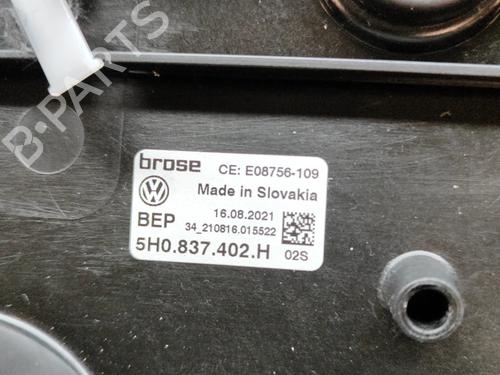 B-PARTS
brose CE: E08756-109
Made in Slovakia
16.08.2021
BEP 34_210816.015522
5H0.837.402.H 02S